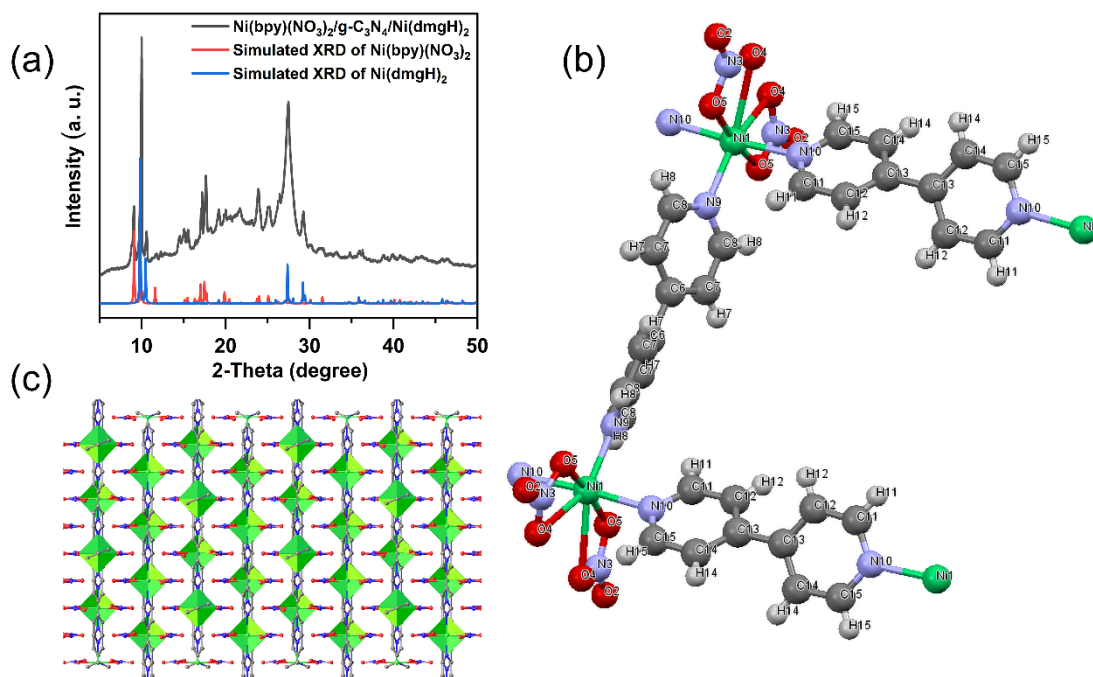 (a)
Ni(bpy)(NO₃)₂/g-C₃N₄/Ni(dmgH)₂
Simulated XRD of Ni(bpy)(NO₃)₂
Simulated XRD of Ni(dmgH)₂
Intensity (a. u.)
10 20 30 40 50
2-Theta (degree)
(b)
O2
N3
O4
O5
O4
N10
Ni1
N3
O2
O5
N10
H15
C15
C14
H14
H14
C14
C15
H15
C11
C13
C13
N10
H11
C12
H12
C12
C11
H12
H11
H8
C8
N9
C8
H8
H7
C7
C7
C6
H7
H7
C6
C7
H7
C7
C8
H8
C8
N9
H8
N10
O5
O2
N3
Ni1
O4
O5
N3
O4
O2
N10
C11
H11
C12
H12
C13
C15
H15
C14
H14
H12
C12
H11
C11
C13
N10
Ni1
C14
C15
H14
H15
(c)